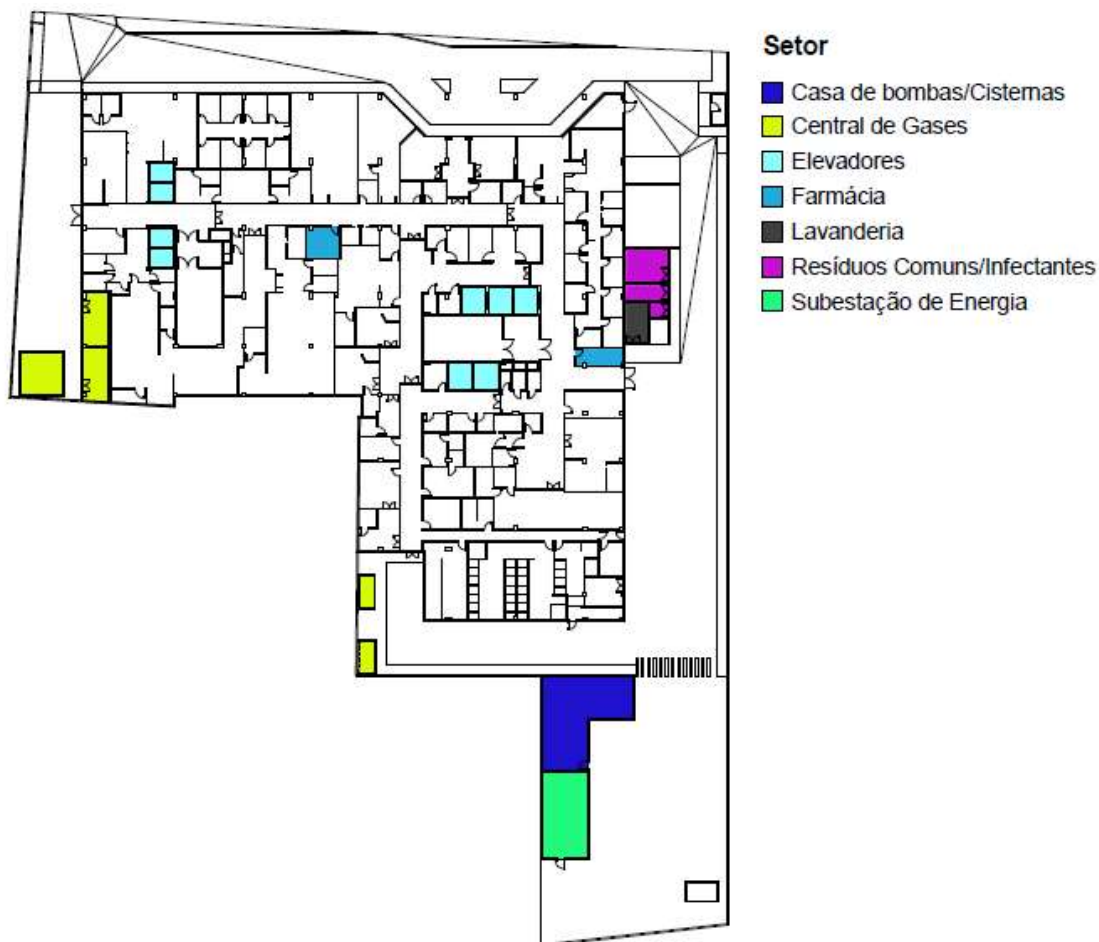 Setor
Casa de bombas/Cisternas
Central de Gases
Elevadores
Farmácia
Lavanderia
Resíduos Comuns/Infectantes
Subestação de Energia